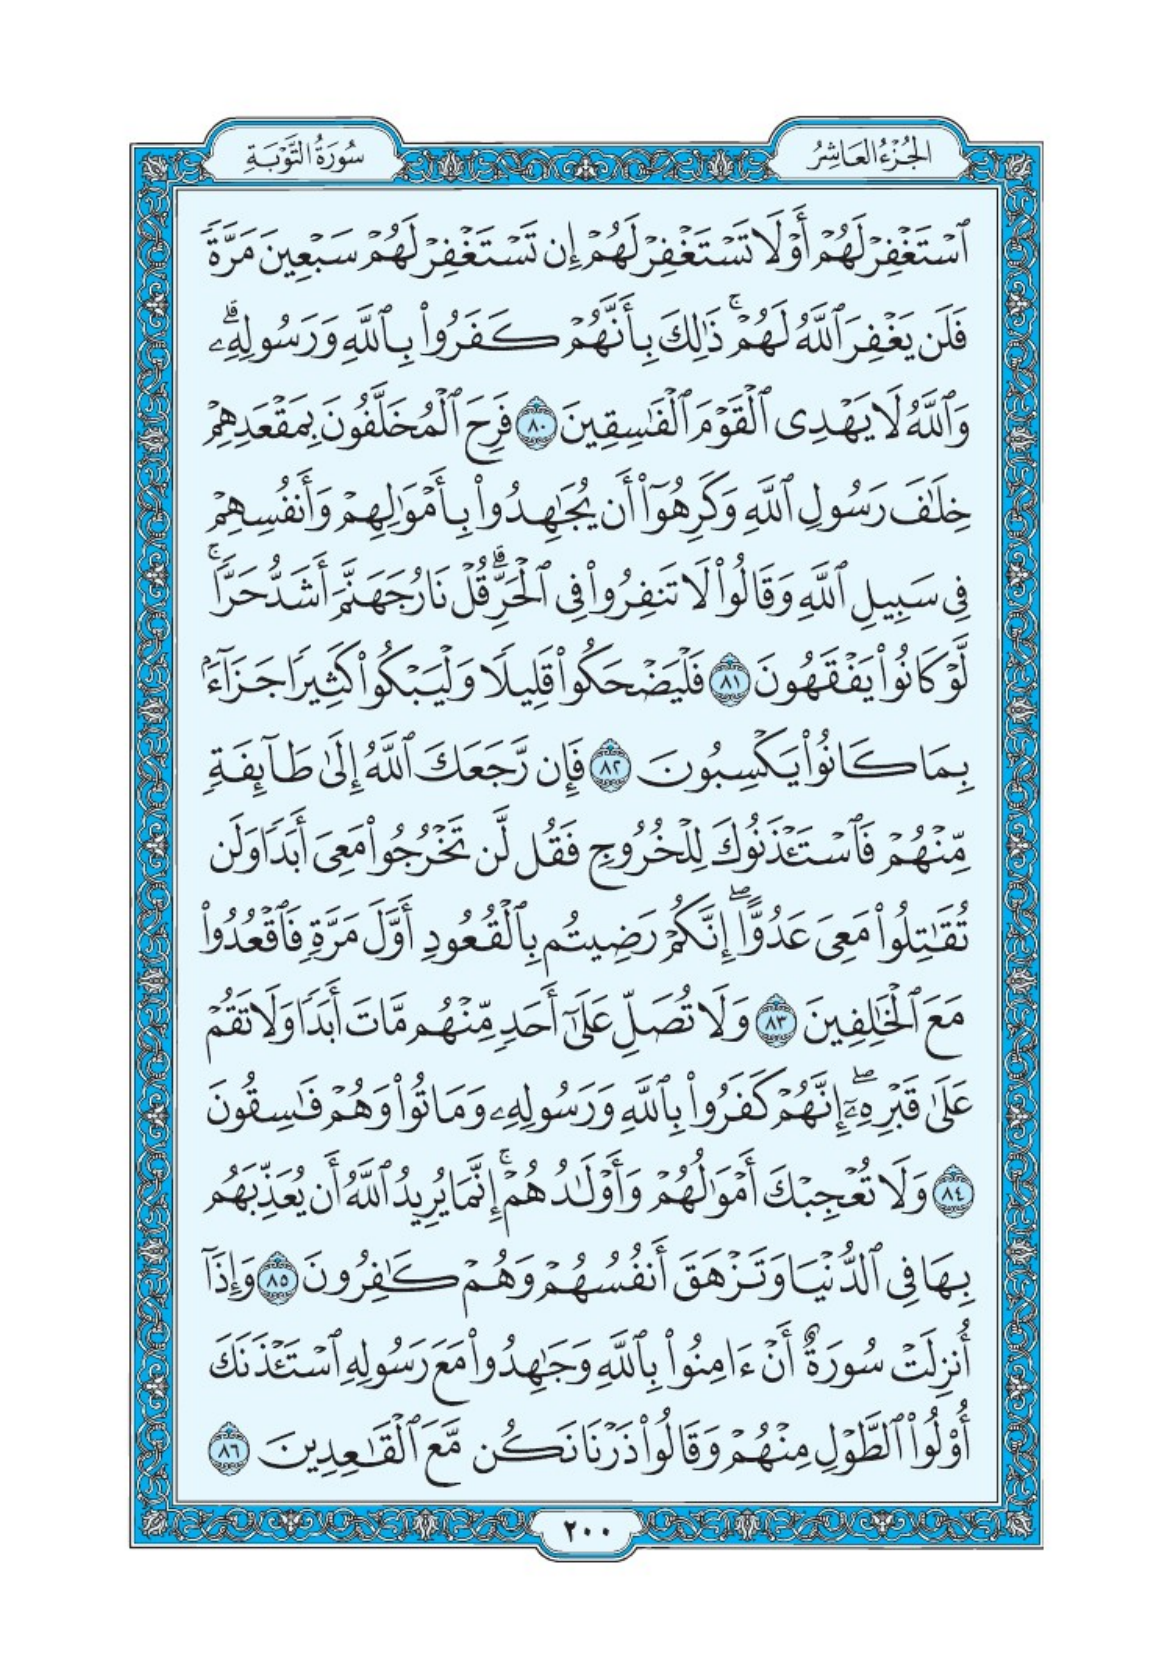 الجُزْءُ العَاشِرُ
سُورَةُ التَّوْبَةِ
ٱسْتَغْفِرْ لَهُمْ أَوْ لَا تَسْتَغْفِرْ لَهُمْ إِن تَسْتَغْفِرْ لَهُمْ سَبْعِينَ مَرَّةً
فَلَن يَغْفِرَ ٱللَّهُ لَهُمْ ۚ ذَٰلِكَ بِأَنَّهُمْ كَفَرُوا۟ بِٱللَّهِ وَرَسُولِهِۦ ۗ
وَٱللَّهُ لَا يَهْدِى ٱلْقَوْمَ ٱلْفَـٰسِقِينَ ٨٠ فَرِحَ ٱلْمُخَلَّفُونَ بِمَقْعَدِهِمْ
خِلَـٰفَ رَسُولِ ٱللَّهِ وَكَرِهُوٓا۟ أَن يُجَـٰهِدُوا۟ بِأَمْوَٰلِهِمْ وَأَنفُسِهِمْ
فِى سَبِيلِ ٱللَّهِ وَقَالُوا۟ لَا تَنفِرُوا۟ فِى ٱلْحَرِّ ۗ قُلْ نَارُ جَهَنَّمَ أَشَدُّ حَرًّا ۚ
لَّوْ كَانُوا۟ يَفْقَهُونَ ٨١ فَلْيَضْحَكُوا۟ قَلِيلًا وَلْيَبْكُوا۟ كَثِيرًا جَزَآءًۢ
بِمَا كَانُوا۟ يَكْسِبُونَ ٨٢ فَإِن رَّجَعَكَ ٱللَّهُ إِلَىٰ طَآئِفَةٍ
مِّنْهُمْ فَٱسْتَـْٔذَنُوكَ لِلْخُرُوجِ فَقُل لَّن تَخْرُجُوا۟ مَعِىَ أَبَدًا وَلَن
تُقَـٰتِلُوا۟ مَعِىَ عَدُوًّا ۖ إِنَّكُمْ رَضِيتُم بِٱلْقُعُودِ أَوَّلَ مَرَّةٍ فَٱقْعُدُوا۟
مَعَ ٱلْخَـٰلِفِينَ ٨٣ وَلَا تُصَلِّ عَلَىٰٓ أَحَدٍ مِّنْهُم مَّاتَ أَبَدًا وَلَا تَقُمْ
عَلَىٰ قَبْرِهِۦٓ ۖ إِنَّهُمْ كَفَرُوا۟ بِٱللَّهِ وَرَسُولِهِۦ وَمَاتُوا۟ وَهُمْ فَـٰسِقُونَ
٨٤ وَلَا تُعْجِبْكَ أَمْوَٰلُهُمْ وَأَوْلَـٰدُهُمْ ۚ إِنَّمَا يُرِيدُ ٱللَّهُ أَن يُعَذِّبَهُم
بِهَا فِى ٱلدُّنْيَا وَتَزْهَقَ أَنفُسُهُمْ وَهُمْ كَـٰفِرُونَ ٨٥ وَإِذَآ
أُنزِلَتْ سُورَةٌ أَنْ ءَامِنُوا۟ بِٱللَّهِ وَجَـٰهِدُوا۟ مَعَ رَسُولِهِ ٱسْتَـْٔذَنَكَ
أُو۟لُوا۟ ٱلطَّوْلِ مِنْهُمْ وَقَالُوا۟ ذَرْنَا نَكُن مَّعَ ٱلْقَـٰعِدِينَ ٨٦
٢٠٠